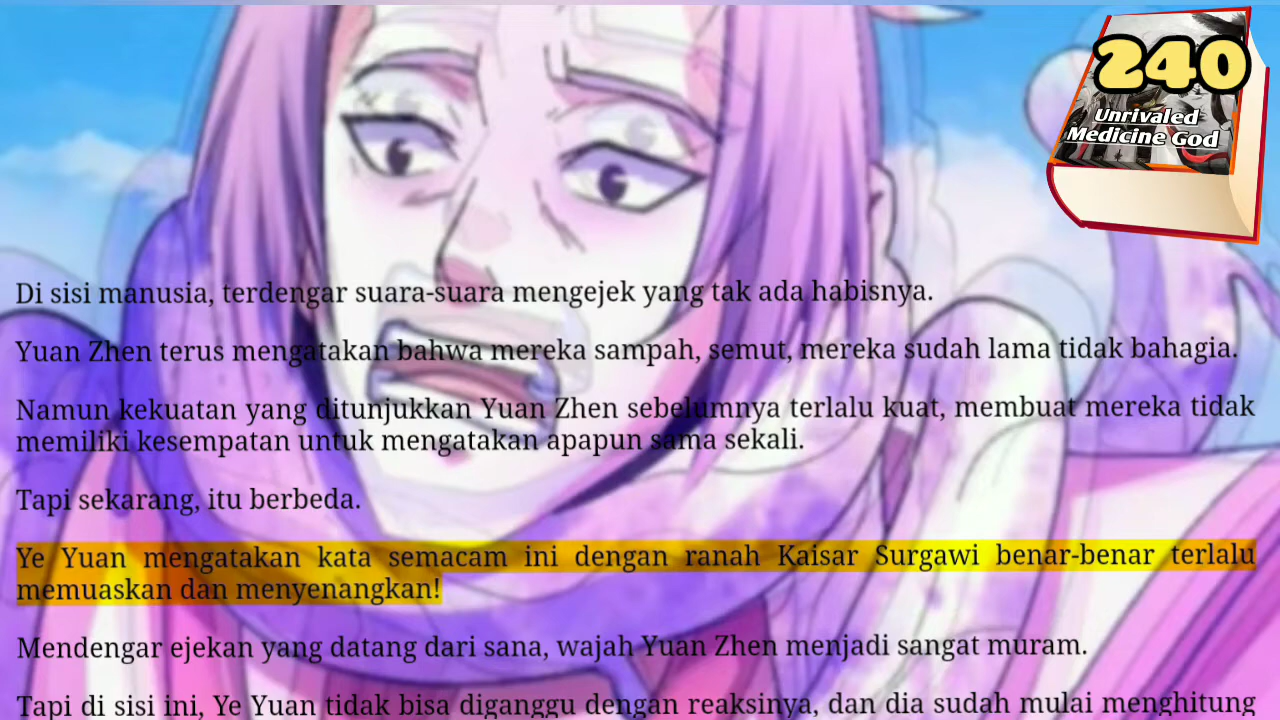 240
Unrivaled
Medicine God
Di sisi manusia, terdengar suara-suara mengejek yang tak ada habisnya.
Yuan Zhen terus mengatakan bahwa mereka sampah, semut, mereka sudah lama tidak bahagia.
Namun kekuatan yang ditunjukkan Yuan Zhen sebelumnya terlalu kuat, membuat mereka tidak
memiliki kesempatan untuk mengatakan apapun sama sekali.
Tapi sekarang, itu berbeda.
Ye Yuan mengatakan kata semacam ini dengan ranah Kaisar Surgawi benar-benar terlalu
memuaskan dan menyenangkan!
Mendengar ejekan yang datang dari sana, wajah Yuan Zhen menjadi sangat muram.
Tapi di sisi ini, Ye Yuan tidak bisa diganggu dengan reaksinya, dan dia sudah mulai menghitung